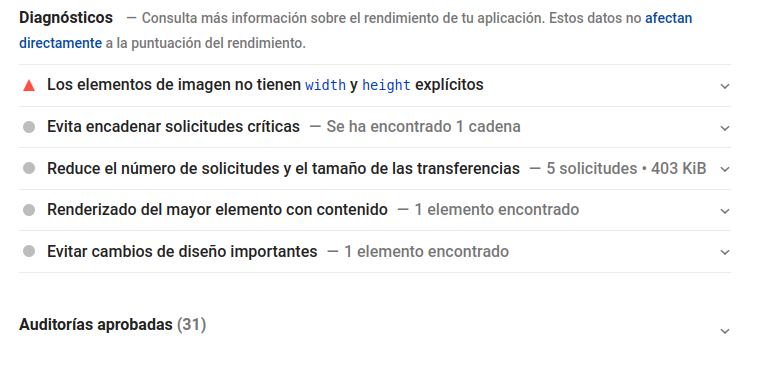 Diagnósticos — Consulta más información sobre el rendimiento de tu aplicación. Estos datos no afectan
directamente a la puntuación del rendimiento.
Los elementos de imagen no tienen width y height explícitos
Evita encadenar solicitudes críticas — Se ha encontrado 1 cadena
Reduce el número de solicitudes y el tamaño de las transferencias — 5 solicitudes • 403 KiB
Renderizado del mayor elemento con contenido — 1 elemento encontrado
Evitar cambios de diseño importantes — 1 elemento encontrado
Auditorías aprobadas (31)